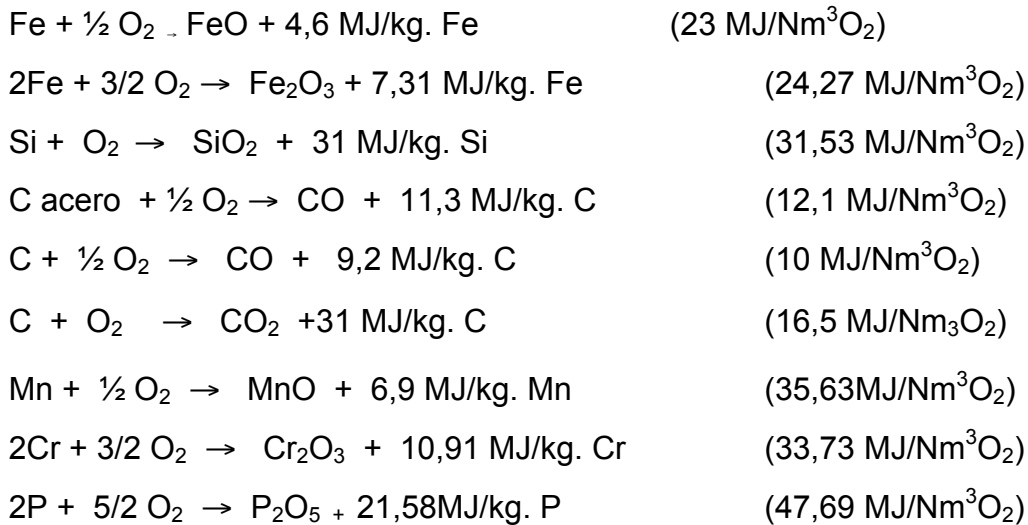 Fe + ½ O₂ → FeO + 4,6 MJ/kg. Fe (23 MJ/Nm³O₂)
2Fe + 3/2 O₂ → Fe₂O₃ + 7,31 MJ/kg. Fe (24,27 MJ/Nm³O₂)
Si + O₂ → SiO₂ + 31 MJ/kg. Si (31,53 MJ/Nm³O₂)
C acero + ½ O₂ → CO + 11,3 MJ/kg. C (12,1 MJ/Nm³O₂)
C + ½ O₂ → CO + 9,2 MJ/kg. C (10 MJ/Nm³O₂)
C + O₂ → CO₂ +31 MJ/kg. C (16,5 MJ/Nm₃O₂)
Mn + ½ O₂ → MnO + 6,9 MJ/kg. Mn (35,63MJ/Nm³O₂)
2Cr + 3/2 O₂ → Cr₂O₃ + 10,91 MJ/kg. Cr (33,73 MJ/Nm³O₂)
2P + 5/2 O₂ → P₂O₅ + 21,58MJ/kg. P (47,69 MJ/Nm³O₂)